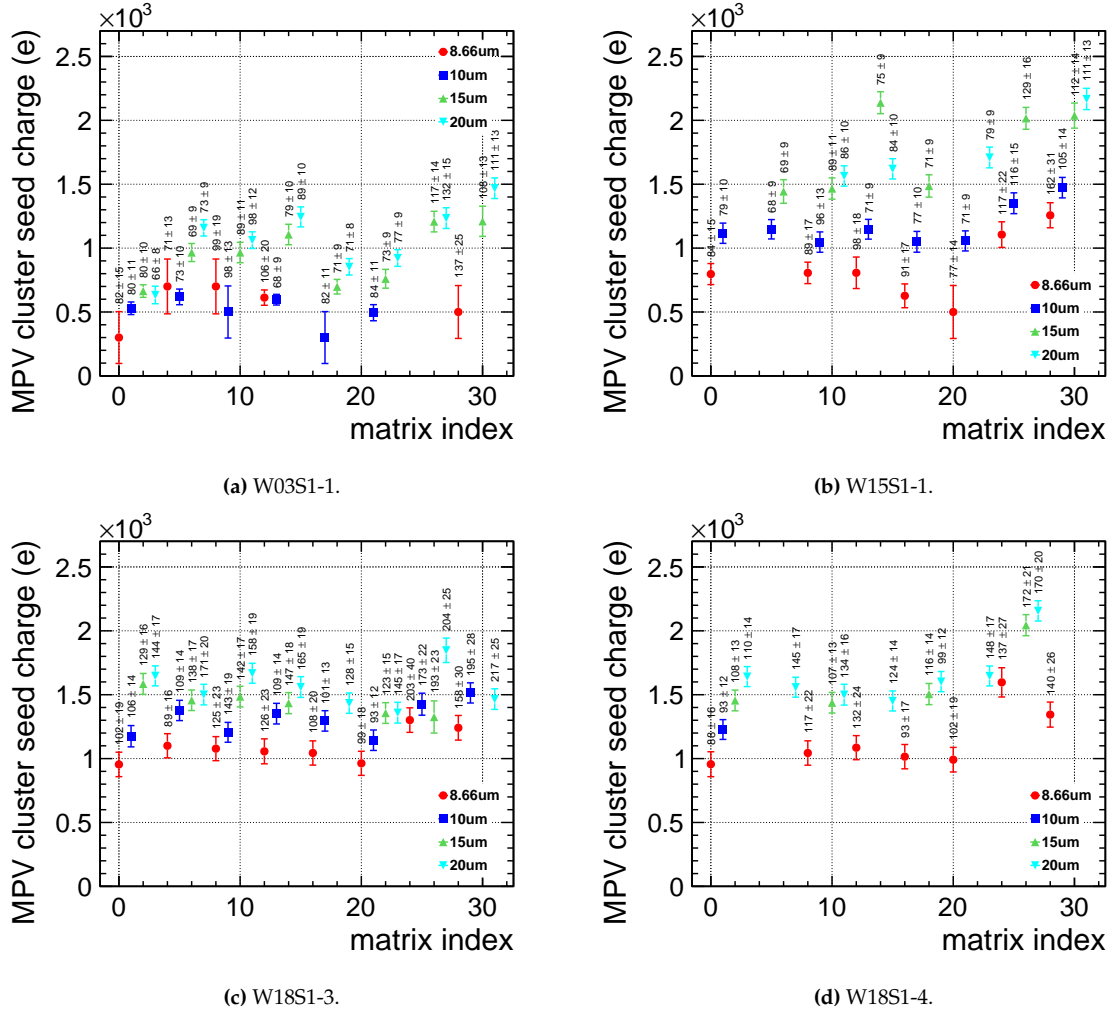 ×10³
MPV cluster seed charge (e)
2.5
2
1.5
1
0.5
0
0
10
20
30
matrix index
8.66um
10um
15um
20um
82 ± 15
80 ± 11
80 ± 10
66 ± 8
71 ± 13
73 ± 10
69 ± 9
73 ± 9
99 ± 19
98 ± 13
89 ± 11
98 ± 12
106 ± 20
68 ± 9
79 ± 10
89 ± 10
82 ± 11
71 ± 9
71 ± 8
84 ± 11
73 ± 9
77 ± 9
117 ± 14
132 ± 15
137 ± 25
108 ± 13
111 ± 13
(a) W03S1-1.
×10³
MPV cluster seed charge (e)
2.5
2
1.5
1
0.5
0
0
10
20
30
matrix index
84 ± 15
79 ± 10
68 ± 9
69 ± 9
89 ± 17
96 ± 13
89 ± 11
86 ± 10
98 ± 18
71 ± 9
75 ± 9
84 ± 10
91 ± 17
77 ± 10
71 ± 9
77 ± 14
71 ± 9
79 ± 9
117 ± 22
116 ± 15
129 ± 16
162 ± 31
105 ± 14
112 ± 14
111 ± 13
8.66um
10um
15um
20um
(b) W15S1-1.
×10³
MPV cluster seed charge (e)
2.5
2
1.5
1
0.5
0
0
10
20
30
matrix index
102 ± 19
106 ± 14
129 ± 16
144 ± 17
89 ± 16
109 ± 14
138 ± 17
171 ± 20
125 ± 23
143 ± 19
142 ± 17
158 ± 19
126 ± 23
109 ± 14
147 ± 18
165 ± 19
108 ± 20
101 ± 13
128 ± 15
99 ± 18
93 ± 12
123 ± 15
145 ± 17
203 ± 40
173 ± 22
193 ± 23
204 ± 25
158 ± 30
195 ± 28
217 ± 25
8.66um
10um
15um
20um
(c) W18S1-3.
×10³
MPV cluster seed charge (e)
2.5
2
1.5
1
0.5
0
0
10
20
30
matrix index
88 ± 16
93 ± 12
108 ± 13
110 ± 14
145 ± 17
117 ± 22
107 ± 13
134 ± 16
132 ± 24
124 ± 14
93 ± 17
116 ± 14
99 ± 12
102 ± 19
148 ± 17
137 ± 27
172 ± 21
170 ± 20
140 ± 26
8.66um
10um
15um
20um
(d) W18S1-4.